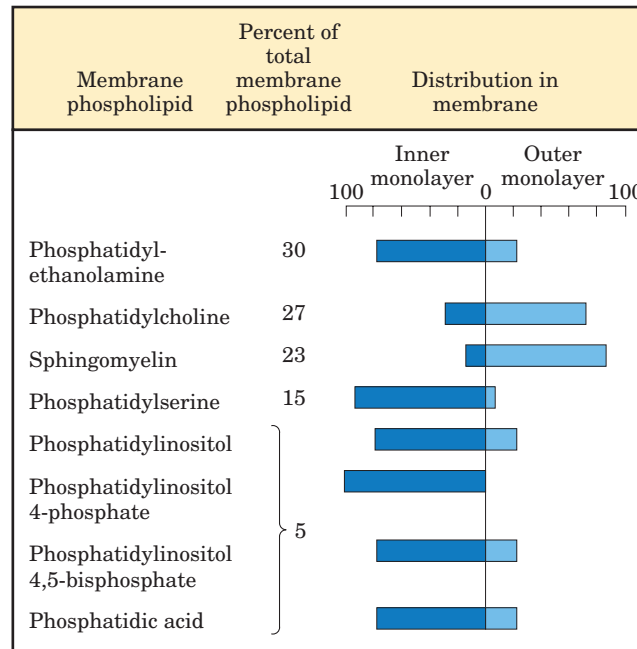 Membrane
phospholipid
Percent of
total
membrane
phospholipid
Distribution in
membrane
Inner
monolayer
Outer
monolayer
100
0
100
Phosphatidyl-
ethanolamine
30
Phosphatidylcholine
27
Sphingomyelin
23
Phosphatidylserine
15
Phosphatidylinositol
Phosphatidylinositol
4-phosphate
5
Phosphatidylinositol
4,5-bisphosphate
Phosphatidic acid